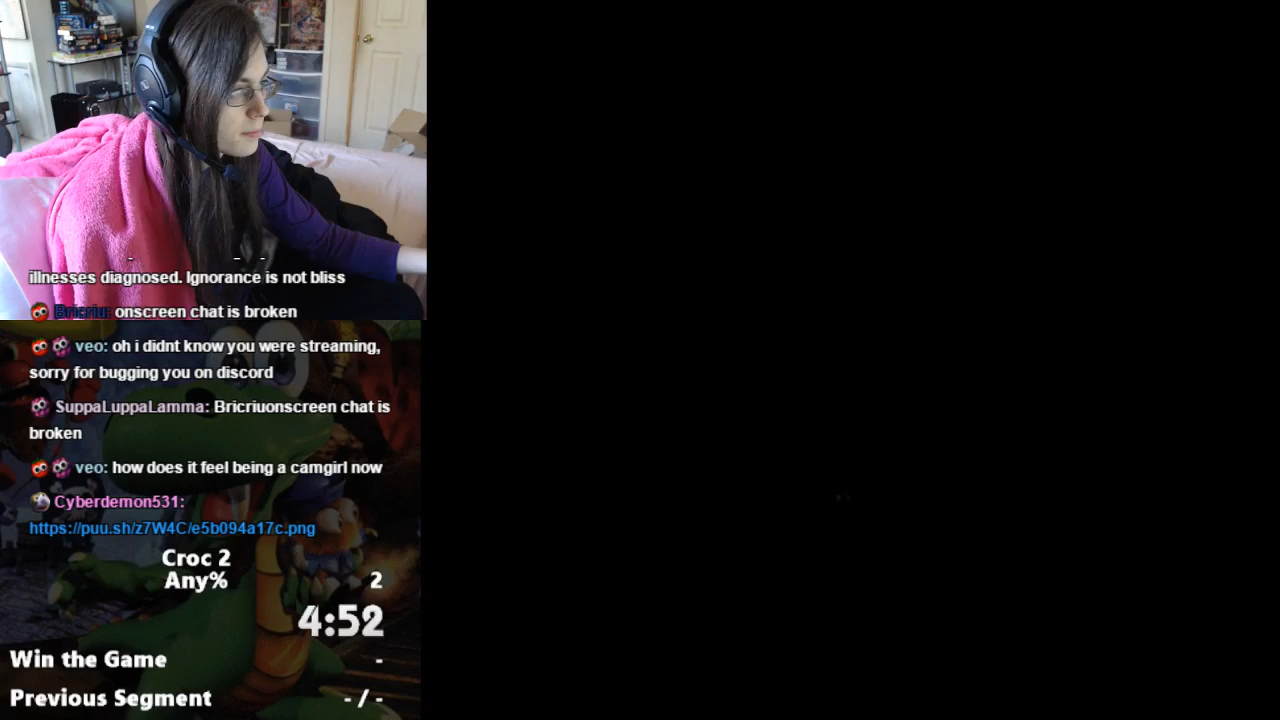 illnesses diagnosed. Ignorance is not bliss
Bricriu: onscreen chat is broken
veo: oh i didnt know you were streaming,
sorry for bugging you on discord
SuppaLuppaLamma: Bricriuonscreen chat is
broken
veo: how does it feel being a camgirl now
Cyberdemon531:
https://puu.sh/z7W4C/e5b094a17c.png
Croc 2
Any% 2
4:52
Win the Game -
Previous Segment - / -